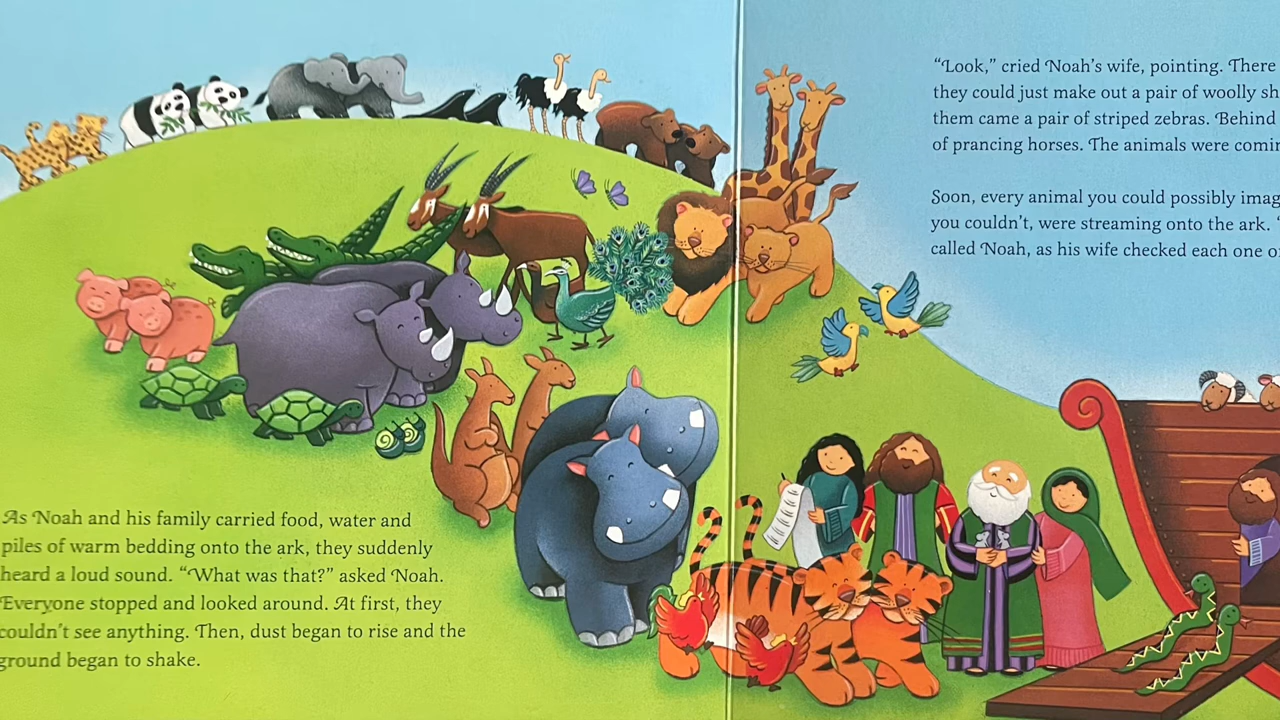 As Noah and his family carried food, water and
piles of warm bedding onto the ark, they suddenly
heard a loud sound. “What was that?” asked Noah.
Everyone stopped and looked around. At first, they
couldn’t see anything. Then, dust began to rise and the
ground began to shake.
“Look,” cried Noah’s wife, pointing. There
they could just make out a pair of woolly
them came a pair of striped zebras. Behind
of prancing horses. The animals were
Soon, every animal you could possibly
you couldn’t, were streaming onto the ark.
called Noah, as his wife checked each one